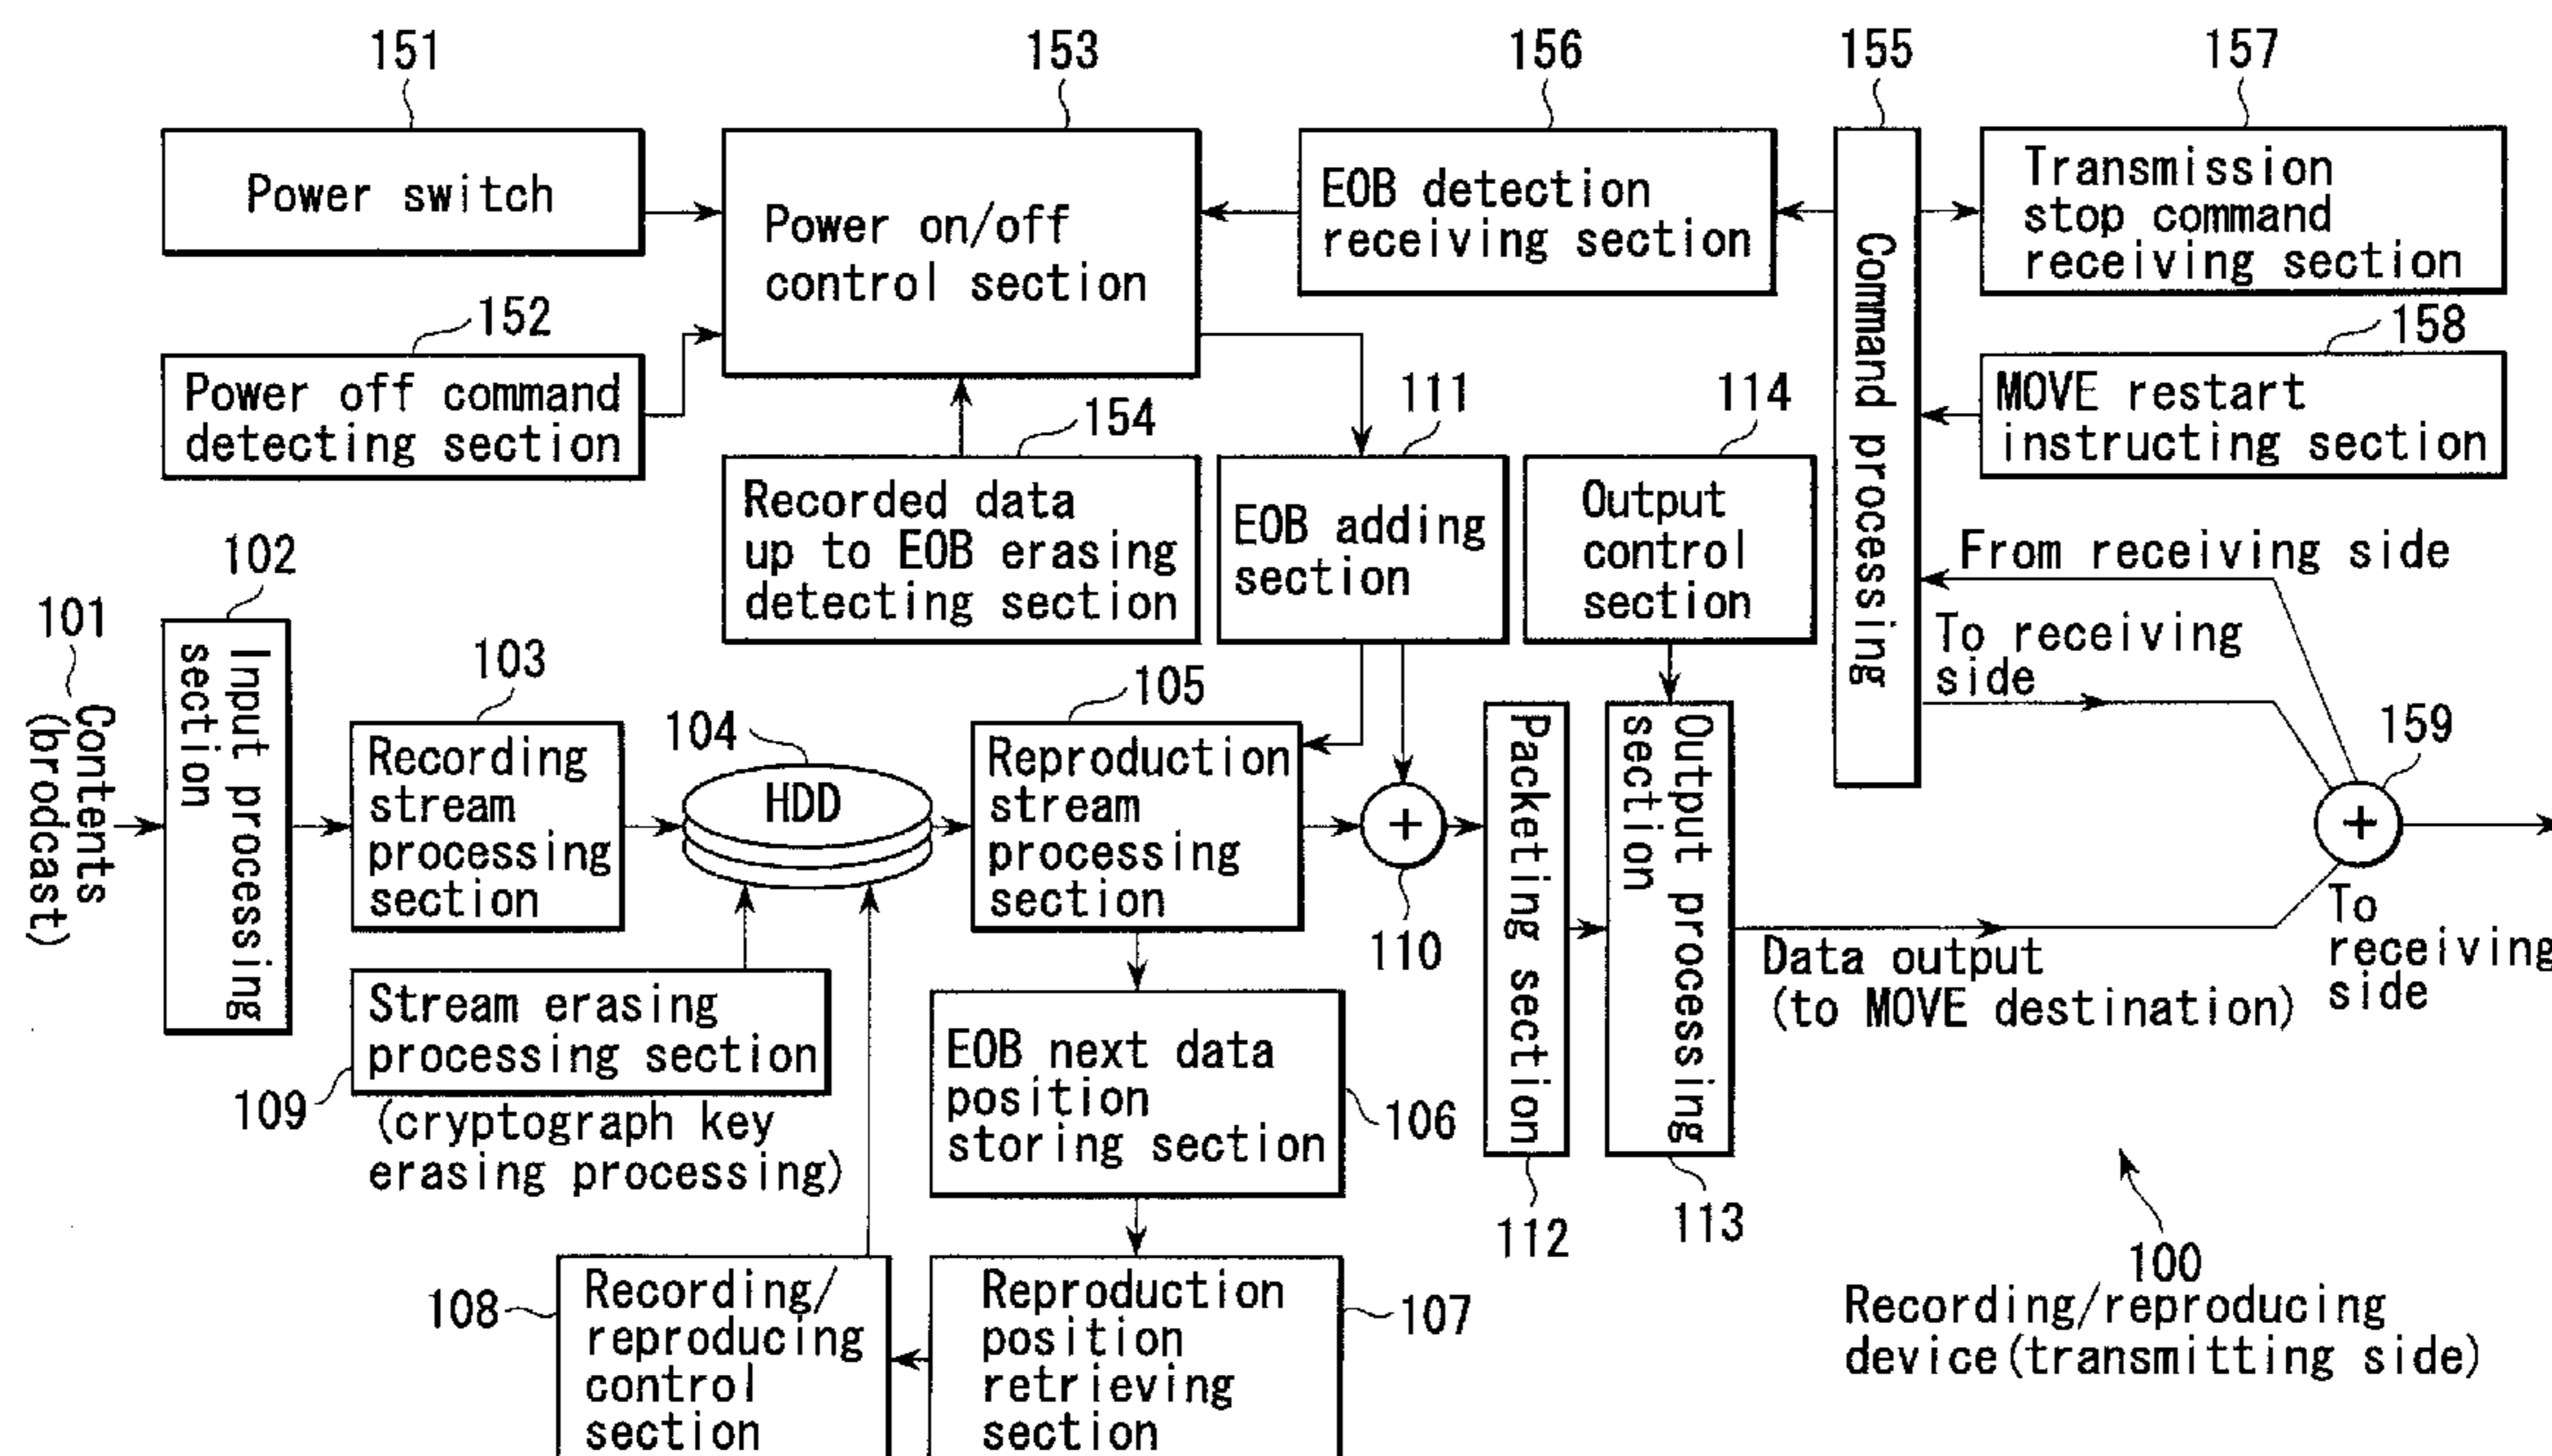 151
153
156
155
157
Power switch
Power on/off
control section
EOB detection
receiving section
Command processing
Transmission
stop command
receiving section
152
158
Power off command
detecting section
MOVE restart
instructing section
154
111
114
Recorded data
up to EOB erasing
detecting section
EOB adding
section
Output
control
section
From receiving side
To receiving
side
101
Contents
(brodcast)
102
Input processing
section
103
Recording
stream
processing
section
104
HDD
105
Reproduction
stream
processing
section
110
+
Packeting section
112
Output processing
section
113
159
+
To
receiving
side
Data output
(to MOVE destination)
109
Stream erasing
processing section
(cryptograph key
erasing processing)
EOB next data
position
storing section
106
108
Recording/
reproducing
control
section
Reproduction
position
retrieving
section
107
100
Recording/reproducing
device(transmitting side)